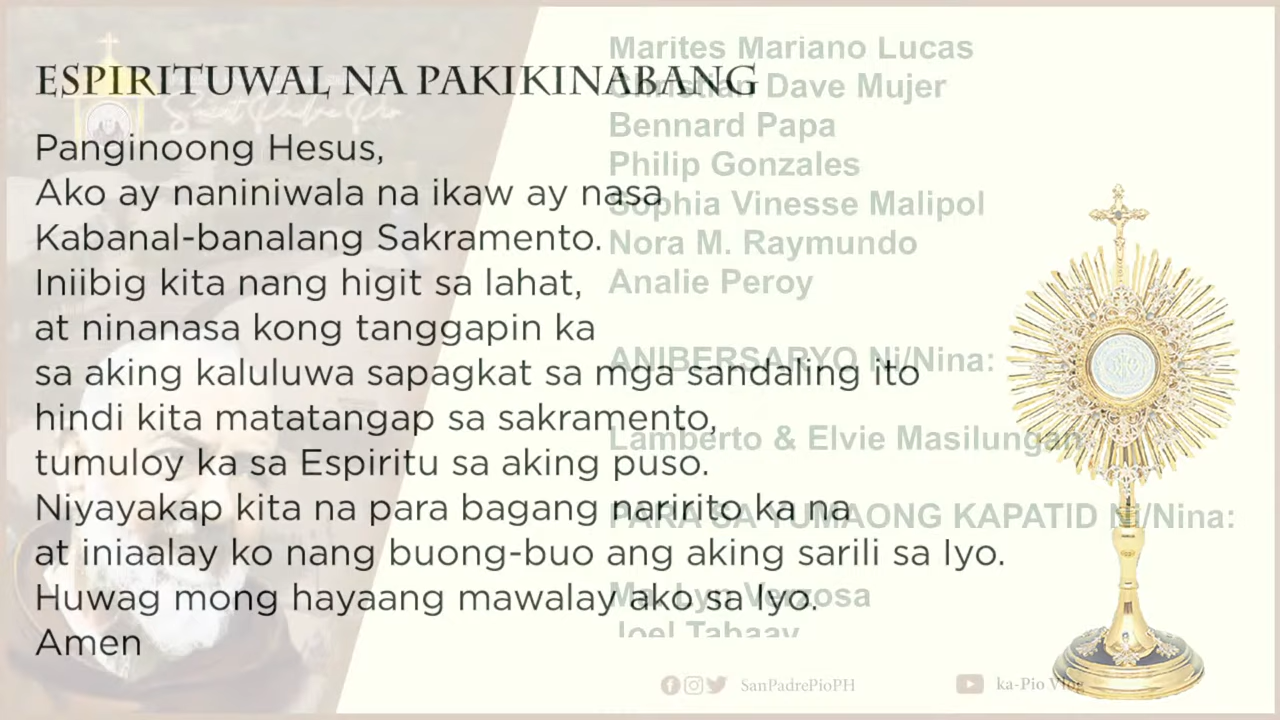 ESPIRITUWAL NA PAKIKINABANG
Panginoong Hesus,
Ako ay naniniwala na ikaw ay nasa
Kabanal-banalang Sakramento.
Iniibig kita nang higit sa lahat,
at ninanasa kong tanggapin ka
sa aking kaluluwa sapagkat sa mga sandaling ito
hindi kita matatangap sa sakramento,
tumuloy ka sa Espiritu sa aking puso.
Niyayakap kita na para bagang naririto ka na
at iniaalay ko nang buong-buo ang aking sarili sa Iyo.
Huwag mong hayaang mawalay ako sa Iyo.
Amen
Saint Padre Pio
Marites Mariano Lucas
Christian Dave Mujer
Bennard Papa
Philip Gonzales
Sophia Vinesse Malipol
Nora M. Raymundo
Analie Peroy
ANIBERSARYO Ni/Nina:
Lamberto & Elvie Masilungan
PARA SA YUMAONG KAPATID Ni/Nina:
Verzosa
Joel Tabaay
SanPadrePioPH
ka-Pio Vlog